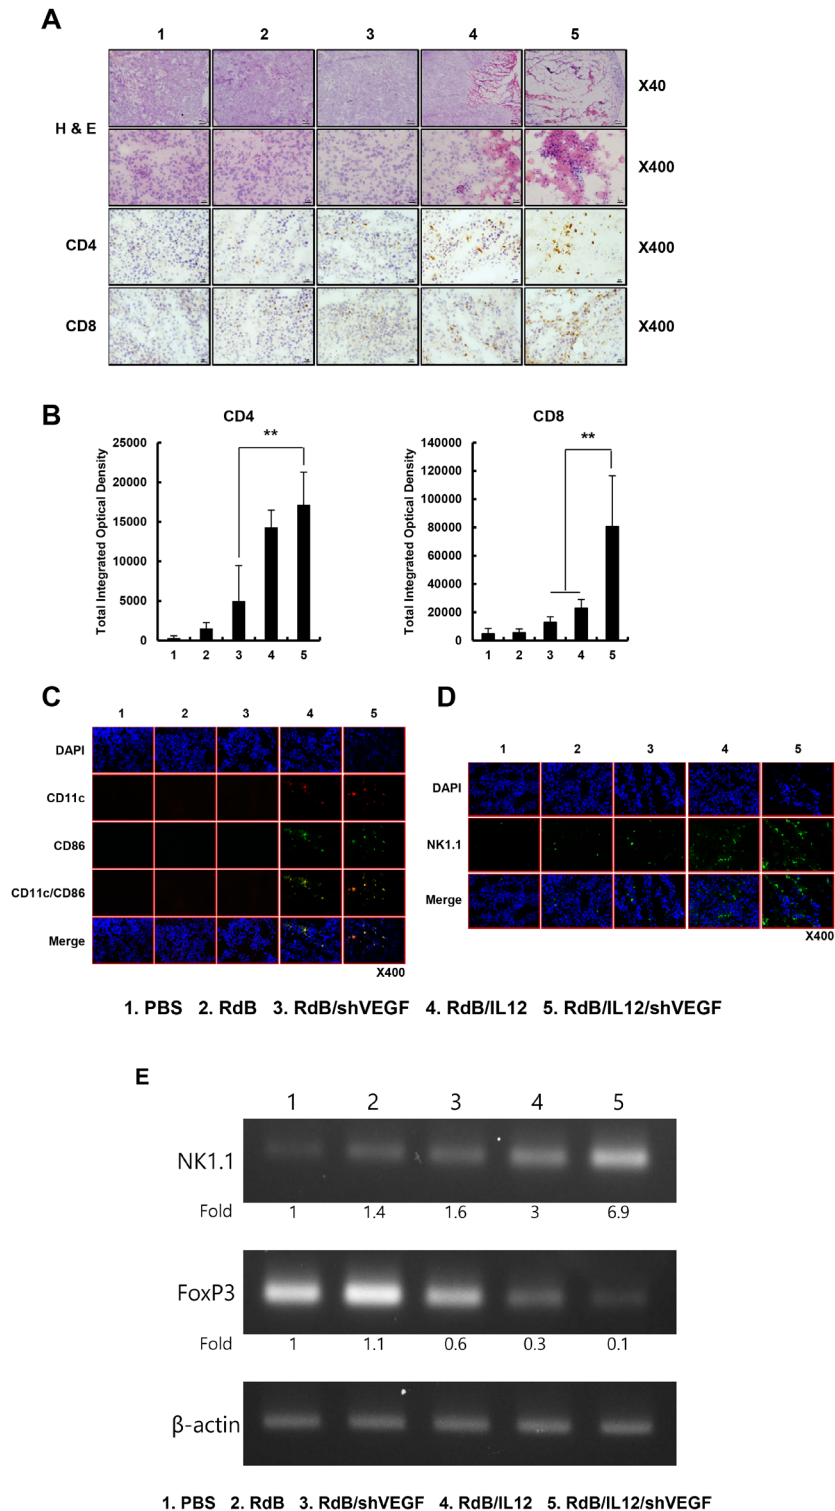 A
1 2 3 4 5
H & E
X40
X400
CD4
X400
CD8
X400
B
CD4
Total Integrated Optical Density
25000
20000
15000
10000
5000
0
**
1 2 3 4 5
CD8
Total Integrated Optical Density
140000
120000
100000
80000
60000
40000
20000
0
**
1 2 3 4 5
C
1 2 3 4 5
DAPI
CD11c
CD86
CD11c/CD86
Merge
X400
D
1 2 3 4 5
DAPI
NK1.1
Merge
X400
1. PBS 2. RdB 3. RdB/shVEGF 4. RdB/IL12 5. RdB/IL12/shVEGF
E
1 2 3 4 5
NK1.1
Fold 1 1.4 1.6 3 6.9
FoxP3
Fold 1 1.1 0.6 0.3 0.1
β-actin
1. PBS 2. RdB 3. RdB/shVEGF 4. RdB/IL12 5. RdB/IL12/shVEGF